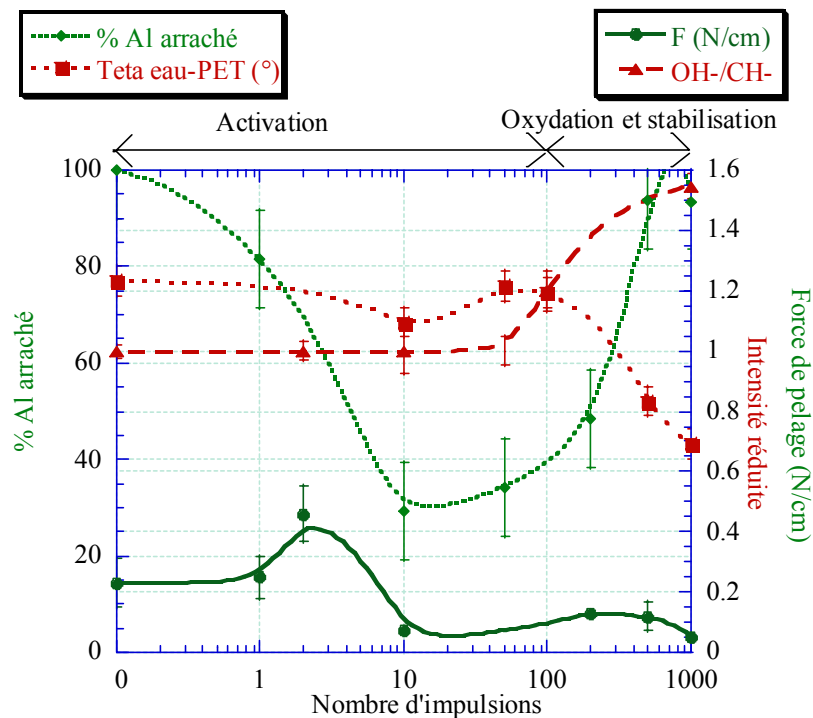 % Al arraché
Teta eau-PET (°)
F (N/cm)
OH-/CH-
Activation
Oxydation et stabilisation
100
80
60
40
20
0
% Al arraché
1.6
1.4
1.2
1
0.8
0.6
0.4
0.2
0
Intensité réduite
Force de pelage (N/cm)
0 1 10 100 1000
Nombre d'impulsions